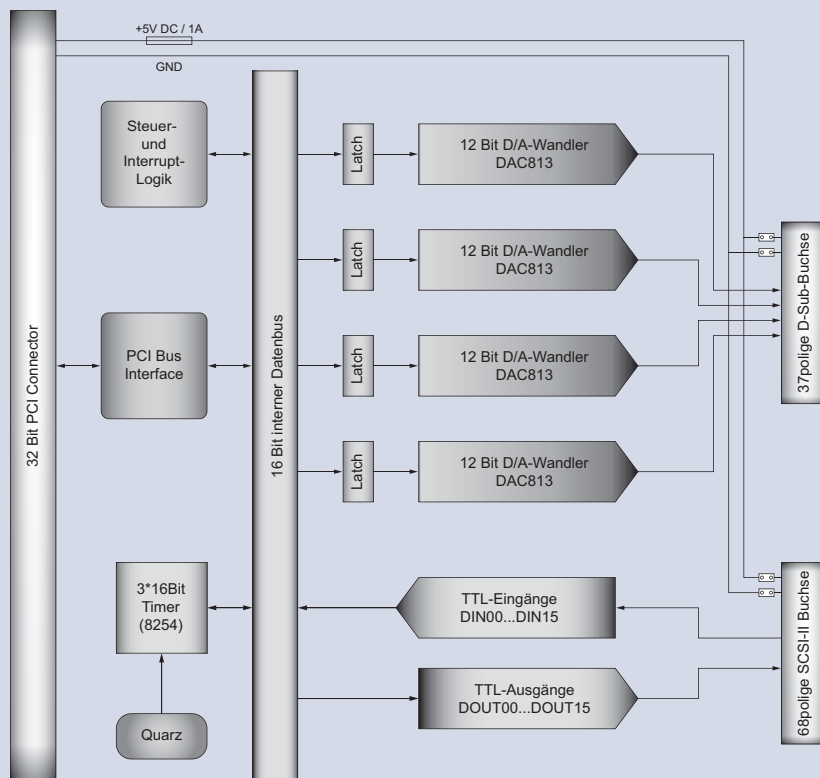 +5V DC / 1A
GND
32 Bit PCI Connector
Steuer-
und
Interrupt-
Logik
PCI Bus
Interface
3*16Bit
Timer
(8254)
Quarz
16 Bit interner Datenbus
Latch
12 Bit D/A-Wandler
DAC813
Latch
12 Bit D/A-Wandler
DAC813
Latch
12 Bit D/A-Wandler
DAC813
Latch
12 Bit D/A-Wandler
DAC813
TTL-Eingänge
DIN00...DIN15
TTL-Ausgänge
DOUT00...DOUT15
37polige D-Sub-Buchse
68polige SCSI-II Buchse